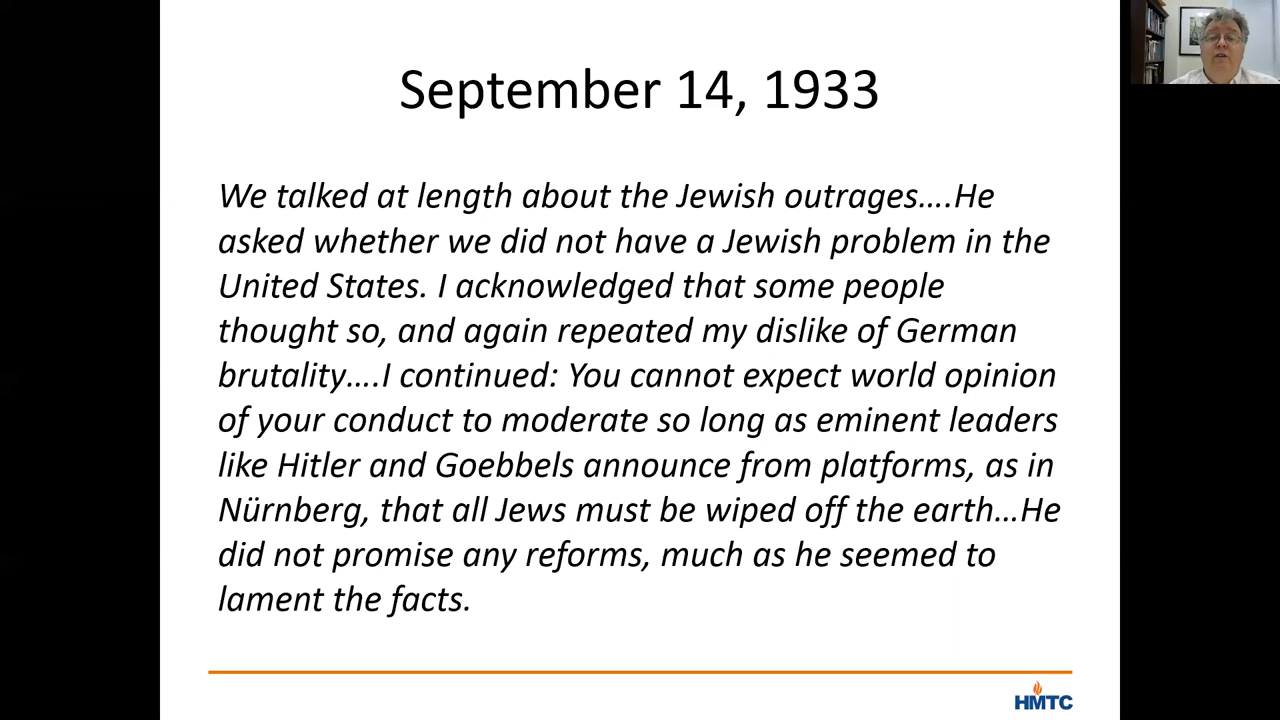 September 14, 1933
We talked at length about the Jewish outrages….He
asked whether we did not have a Jewish problem in the
United States. I acknowledged that some people
thought so, and again repeated my dislike of German
brutality….I continued: You cannot expect world opinion
of your conduct to moderate so long as eminent leaders
like Hitler and Goebbels announce from platforms, as in
Nürnberg, that all Jews must be wiped off the earth…He
did not promise any reforms, much as he seemed to
lament the facts.
HMTC